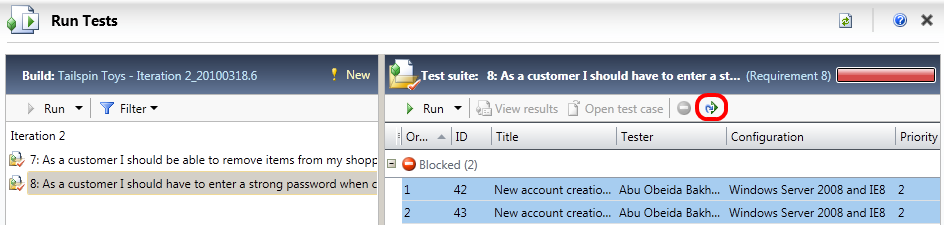 Run Tests
Build: Tailspin Toys - Iteration 2_20100318.6
New
Run Filter
Iteration 2
7: As a customer I should be able to remove items from my shopp
8: As a customer I should have to enter a strong password when c
Test suite: 8: As a customer I should have to enter a st... (Requirement 8)
Run View results Open test case
Or... ID Title Tester Configuration Priority
Blocked (2)
1 42 New account creatio... Abu Obeida Bakh... Windows Server 2008 and IE8 2
2 43 New account creatio... Abu Obeida Bakh... Windows Server 2008 and IE8 2